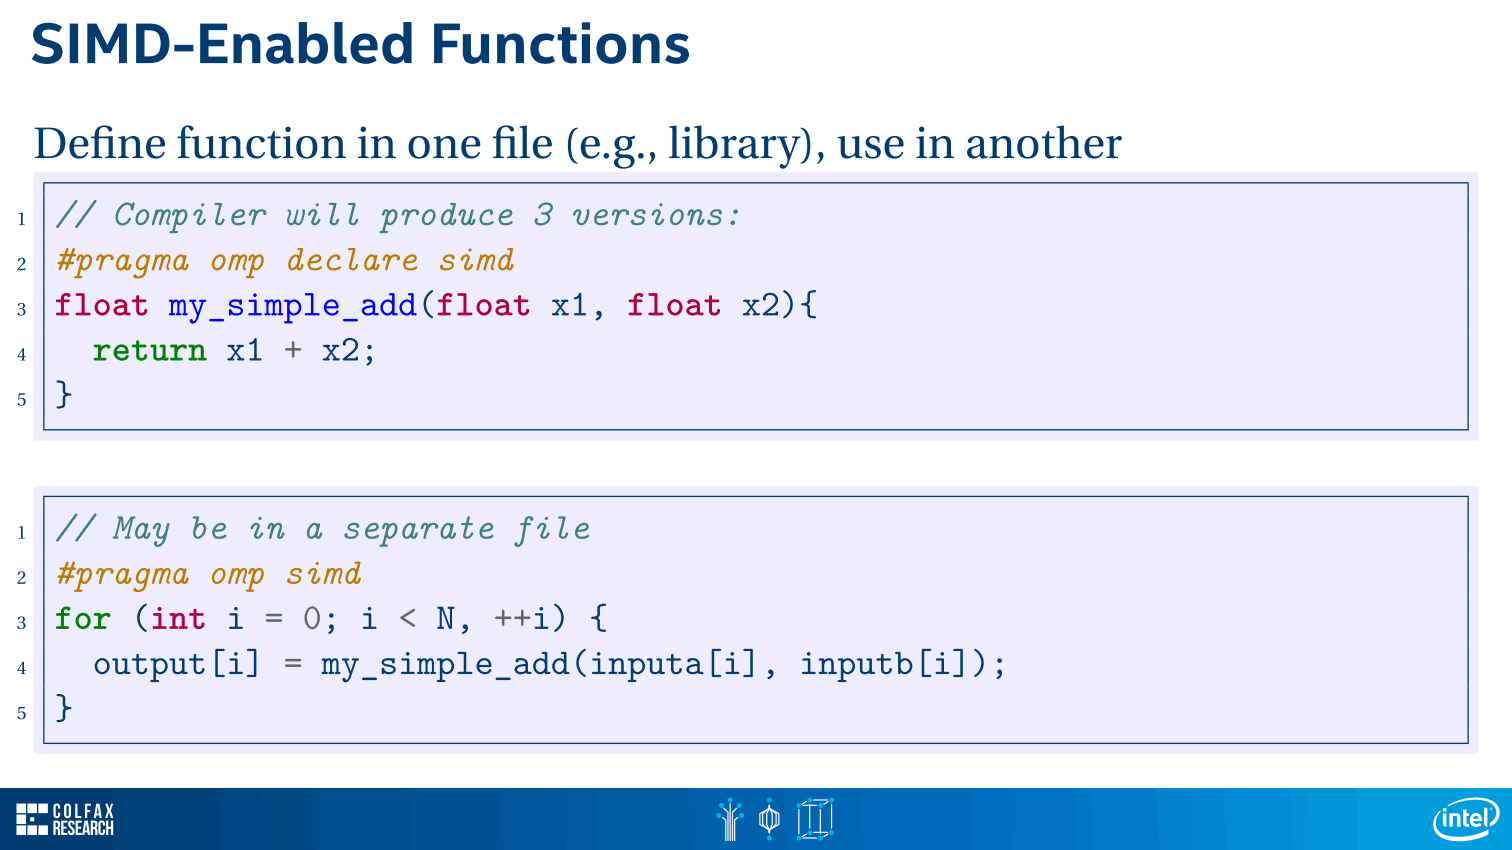 SIMD-Enabled Functions
Define function in one file (e.g., library), use in another
1 // Compiler will produce 3 versions:
2 #pragma omp declare simd
3 float my_simple_add(float x1, float x2){
4   return x1 + x2;
5 }
1 // May be in a separate file
2 #pragma omp simd
3 for (int i = 0; i < N, ++i) {
4   output[i] = my_simple_add(inputa[i], inputb[i]);
5 }
COLFAX
RESEARCH
intel